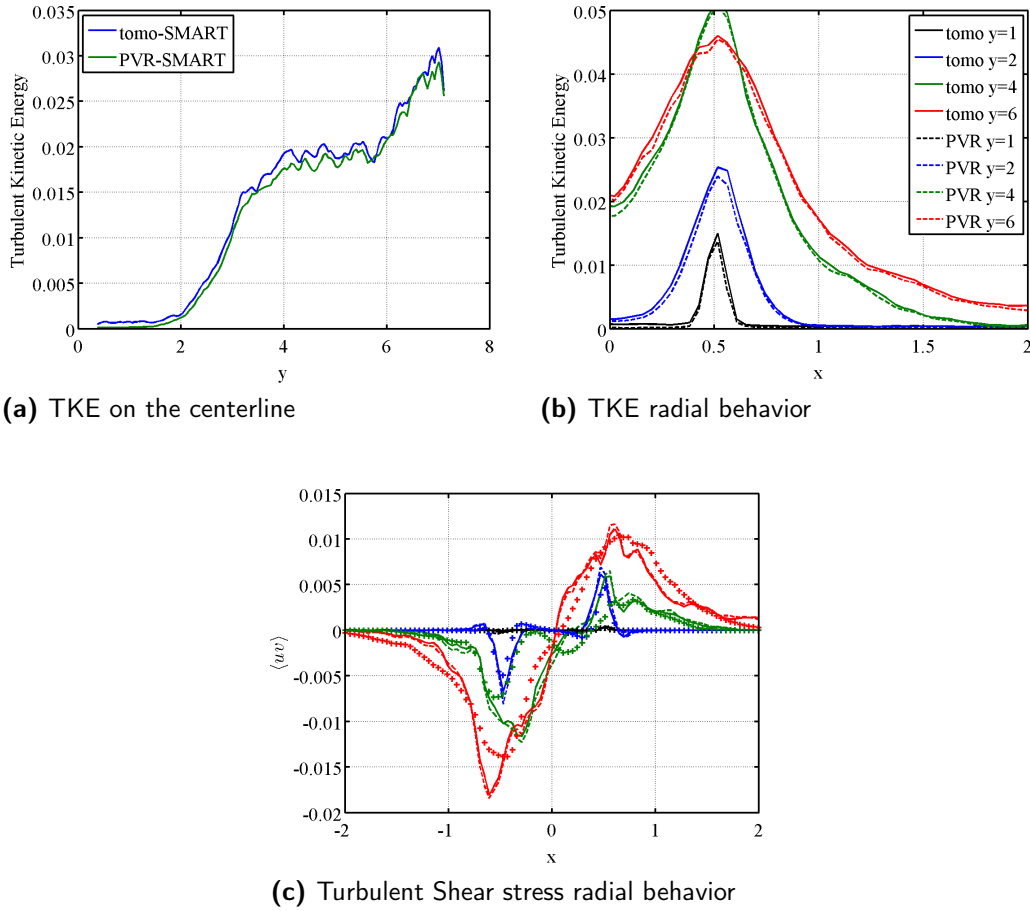 tomo-SMART
PVR-SMART
0.035
0.03
0.025
0.02
0.015
0.01
0.005
0
0
2
4
6
8
Turbulent Kinetic Energy
y
(a) TKE on the centerline
tomo y=1
tomo y=2
tomo y=4
tomo y=6
PVR y=1
PVR y=2
PVR y=4
PVR y=6
0.05
0.04
0.03
0.02
0.01
0
0
0.5
1
1.5
2
Turbulent Kinetic Energy
x
(b) TKE radial behavior
0.015
0.01
0.005
0
-0.005
-0.01
-0.015
-0.02
-2
-1
0
1
2
⟨uv⟩
x
(c) Turbulent Shear stress radial behavior